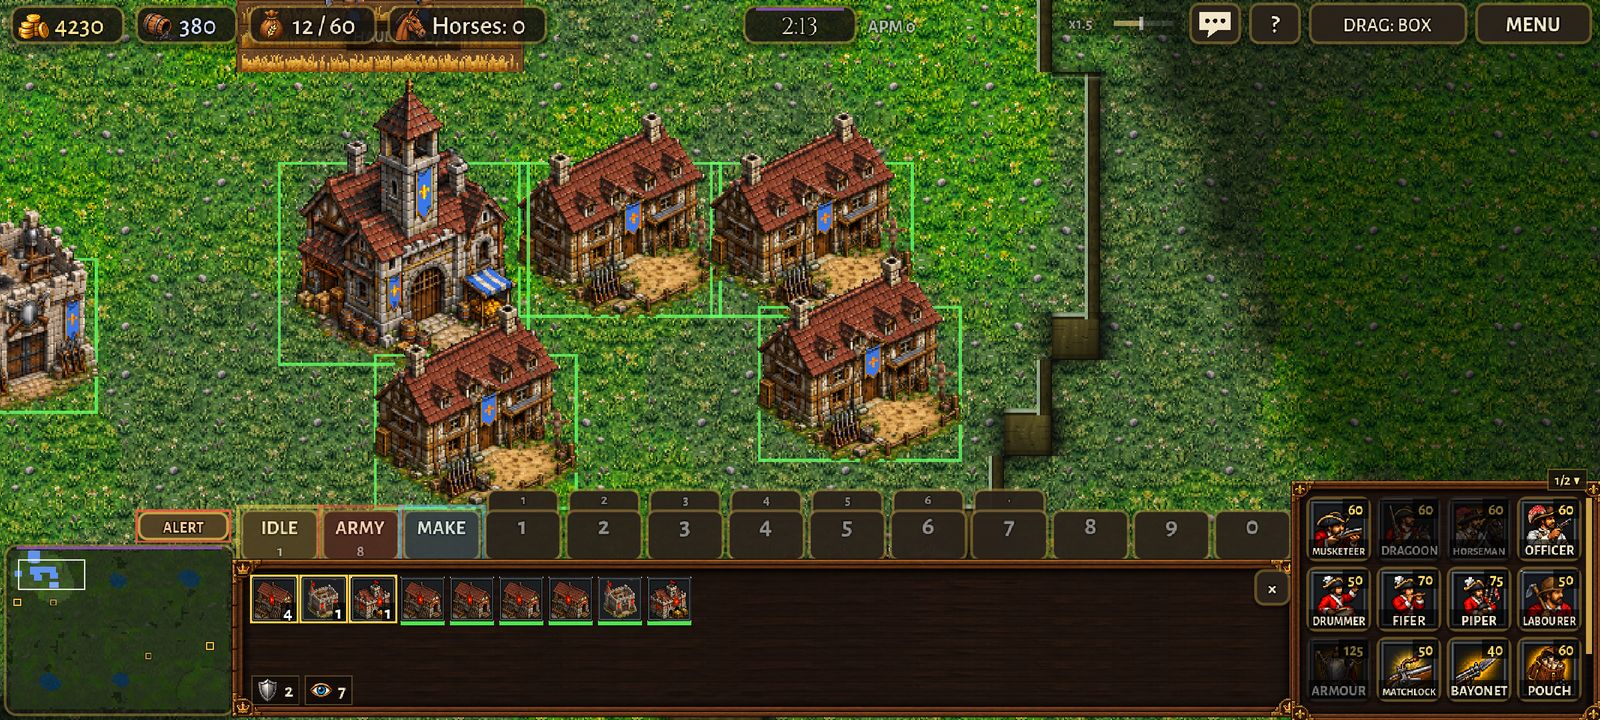 4230
380
12/60
Horses: 0
2:13
APM 0
x1.5
?
DRAG: BOX
MENU
1/2▼
ALERT
IDLE
1
ARMY
8
MAKE
1
1
2
2
3
3
4
4
5
5
6
6
7
8
9
0
4
1
1
×
2
7
60
MUSKETEER
60
DRAGOON
60
HORSEMAN
60
OFFICER
50
DRUMMER
70
FIFER
75
PIPER
50
LABOURER
125
ARMOUR
50
MATCHLOCK
40
BAYONET
60
POUCH